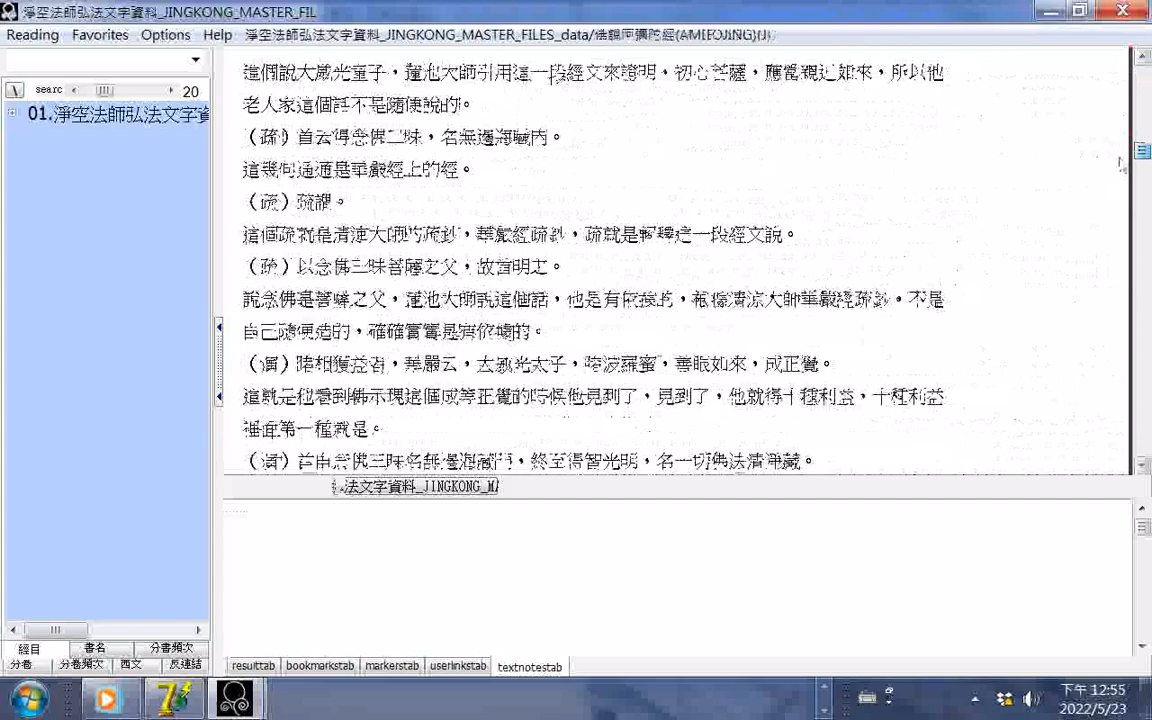 淨空法師弘法文字資料_JINGKONG_MASTER_FIL
Reading Favorites Options Help 淨空法師弘法文字資料_JINGKONG_MASTER_FILES_data/佛說阿彌陀經(AMITOJING)
searc 20
01.淨空法師弘法文字資
這個說大威光童子，蓮池大師引用這一段經文來證明，初心菩薩，應當親近如來，所以他
老人家這個話不是隨便說的。
（疏）首云得念佛三昧，名無邊海藏門。
這幾句通通是華嚴經上的經。
（疏）疏謂。
這個疏就是清涼大師的疏鈔，華嚴經疏鈔，疏就是解釋這一段經文說。
（疏）以念佛三昧菩薩之父，故首明之。
說念佛是菩薩之父，蓮池大師說這個話，他是有依據的，根據清涼大師華嚴經疏鈔。不是
自己隨便造的，確確實實是有依據的。
（演）睹相獲益者，華嚴云，大威光太子，睹波羅蜜，善眼如來，成正覺。
這就是他看到佛示現這個成等正覺的時候他見到了，見到了，他就得十種利益，十種利益
裡面第一種就是。
（演）首自念佛三昧名無邊海藏門，終至得智光明，名一切佛法清淨藏。
法文字資料_JINGKONG_MA
經目 書名 分書頻次
分卷 分卷頻次 西文 反連結
resulttab bookmarkstab markerstab userlinkstab textnotestab
下午 12:55
2022/5/23